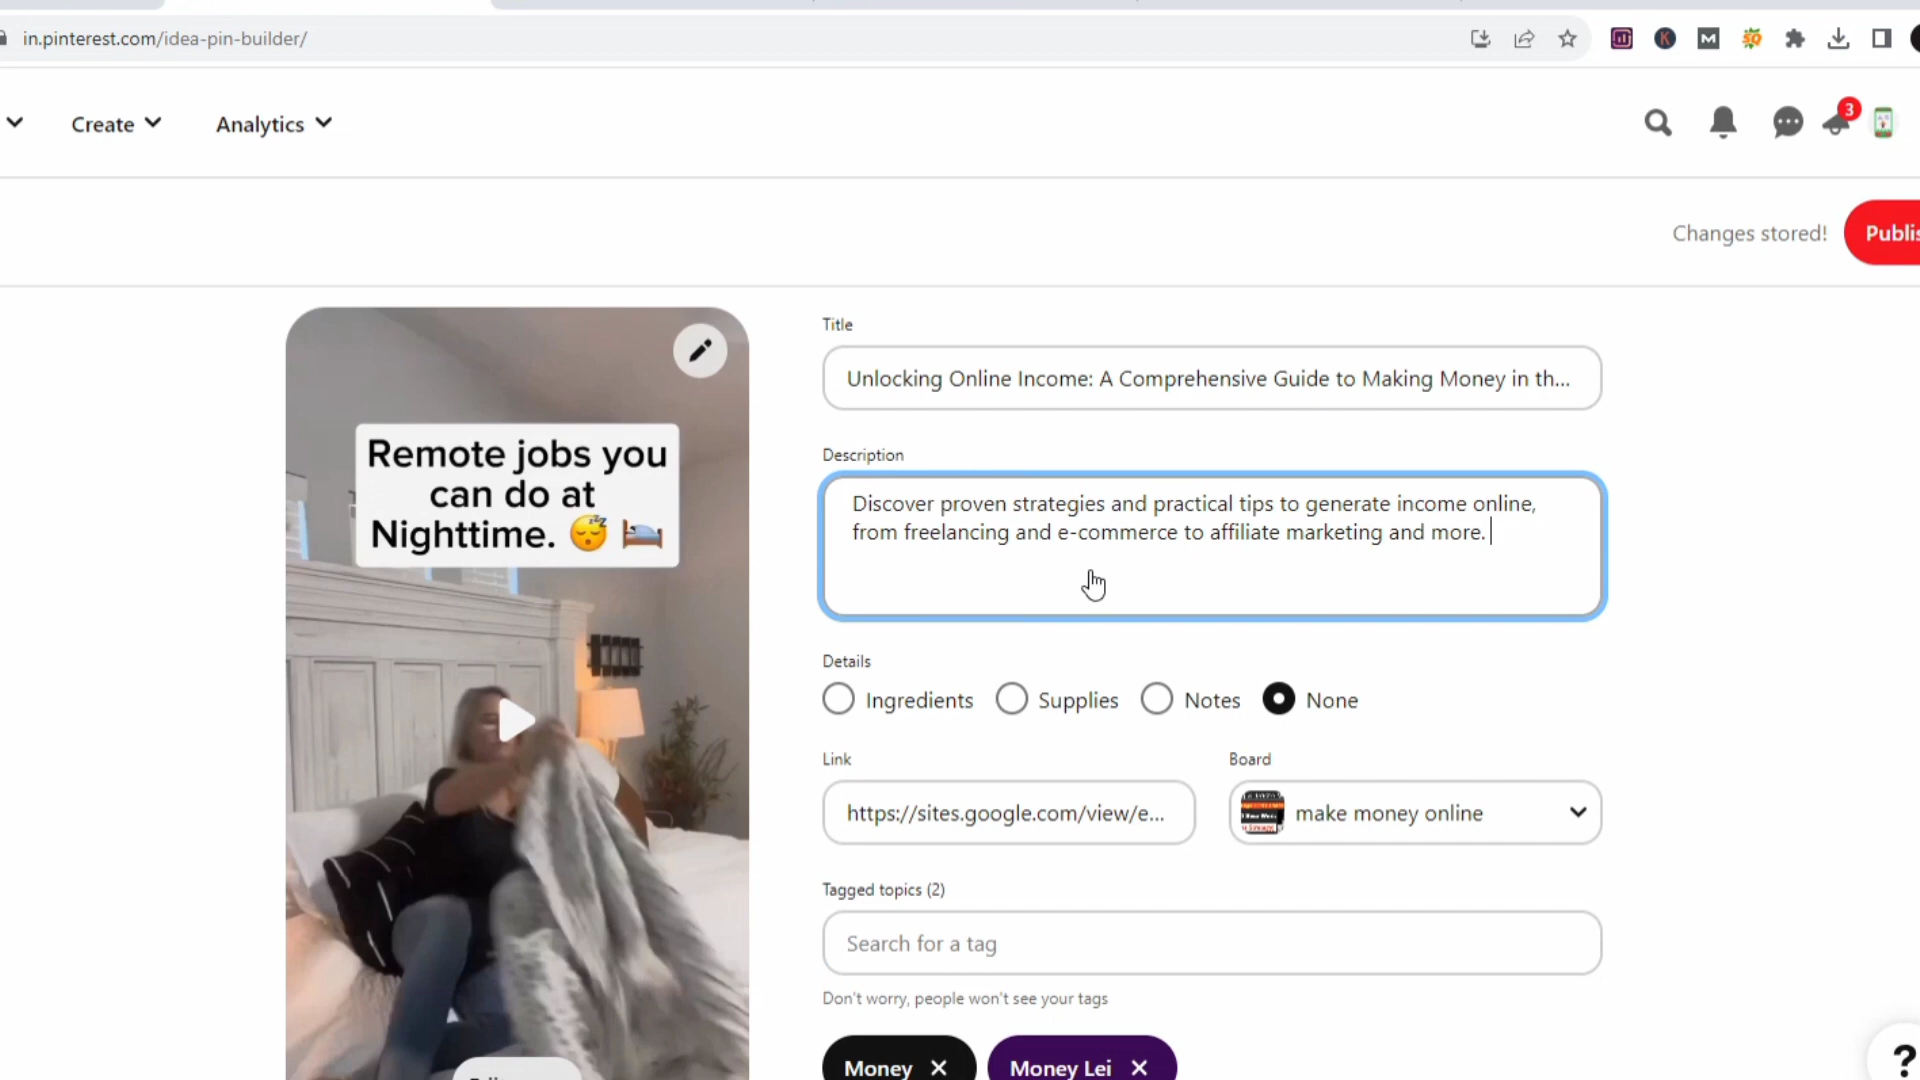 in.pinterest.com/idea-pin-builder/
Create
Analytics
3
Changes stored!
Publis
Title
Unlocking Online Income: A Comprehensive Guide to Making Money in th...
Description
Discover proven strategies and practical tips to generate income online,
from freelancing and e-commerce to affiliate marketing and more.
Details
Ingredients
Supplies
Notes
None
Link
Board
https://sites.google.com/view/e...
make money online
Tagged topics (2)
Search for a tag
Don't worry, people won't see your tags
Money
Money Lei
Remote jobs you
can do at
Nighttime. 😴 🛌
?